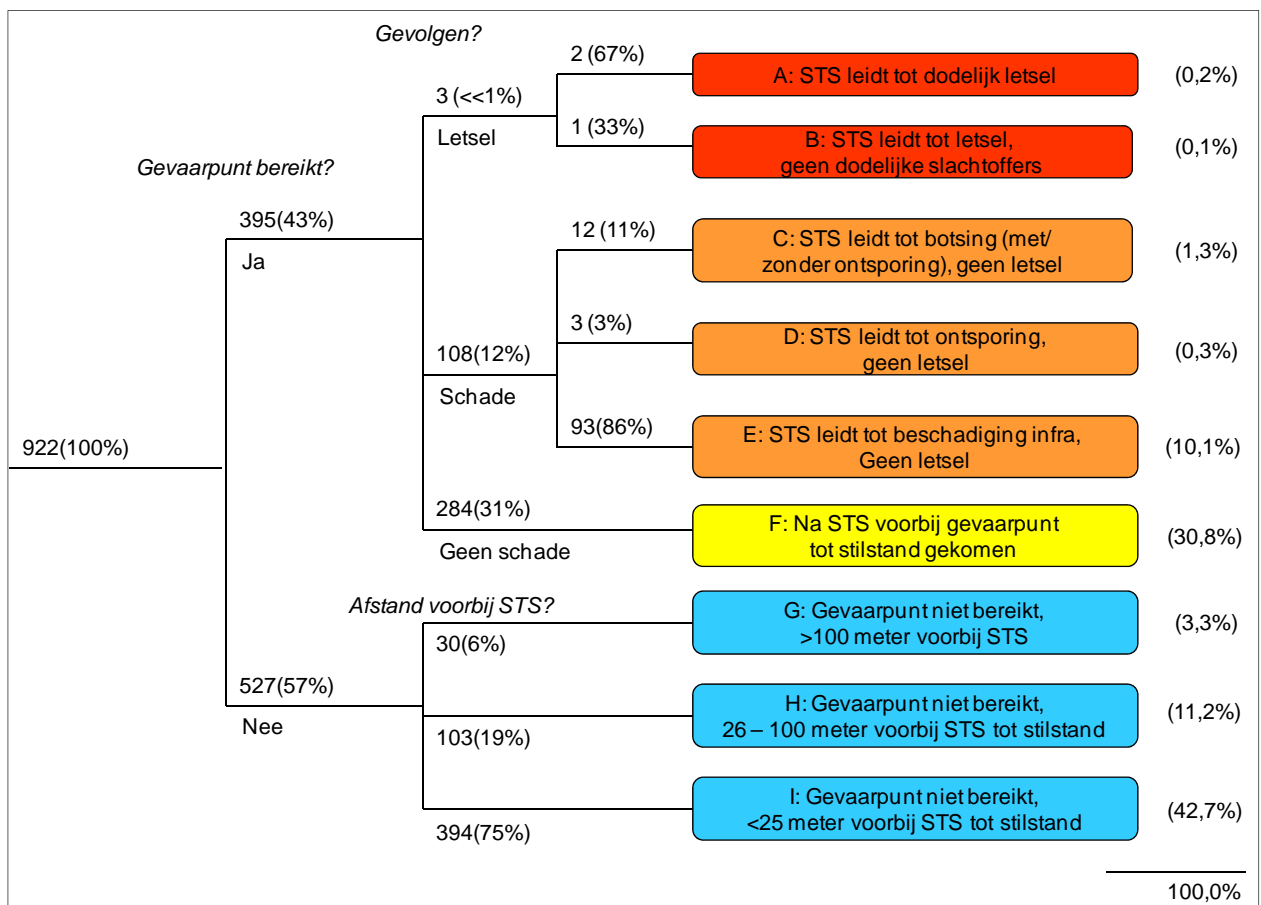 Gevolgen?
2 (67%)
A: STS leidt tot dodelijk letsel
(0,2%)
3 (<<1%)
Letsel
1 (33%)
B: STS leidt tot letsel,
geen dodelijke slachtoffers
(0,1%)
Gevaarpunt bereikt?
395(43%)
Ja
12 (11%)
C: STS leidt tot botsing (met/
zonder ontsporing), geen letsel
(1,3%)
3 (3%)
D: STS leidt tot ontsporing,
geen letsel
(0,3%)
108(12%)
Schade
93(86%)
E: STS leidt tot beschadiging infra,
Geen letsel
(10,1%)
922(100%)
284(31%)
Geen schade
F: Na STS voorbij gevaarpunt
tot stilstand gekomen
(30,8%)
Afstand voorbij STS?
30(6%)
G: Gevaarpunt niet bereikt,
>100 meter voorbij STS
(3,3%)
527(57%)
Nee
103(19%)
H: Gevaarpunt niet bereikt,
26 – 100 meter voorbij STS tot stilstand
(11,2%)
394(75%)
I: Gevaarpunt niet bereikt,
<25 meter voorbij STS tot stilstand
(42,7%)
100,0%